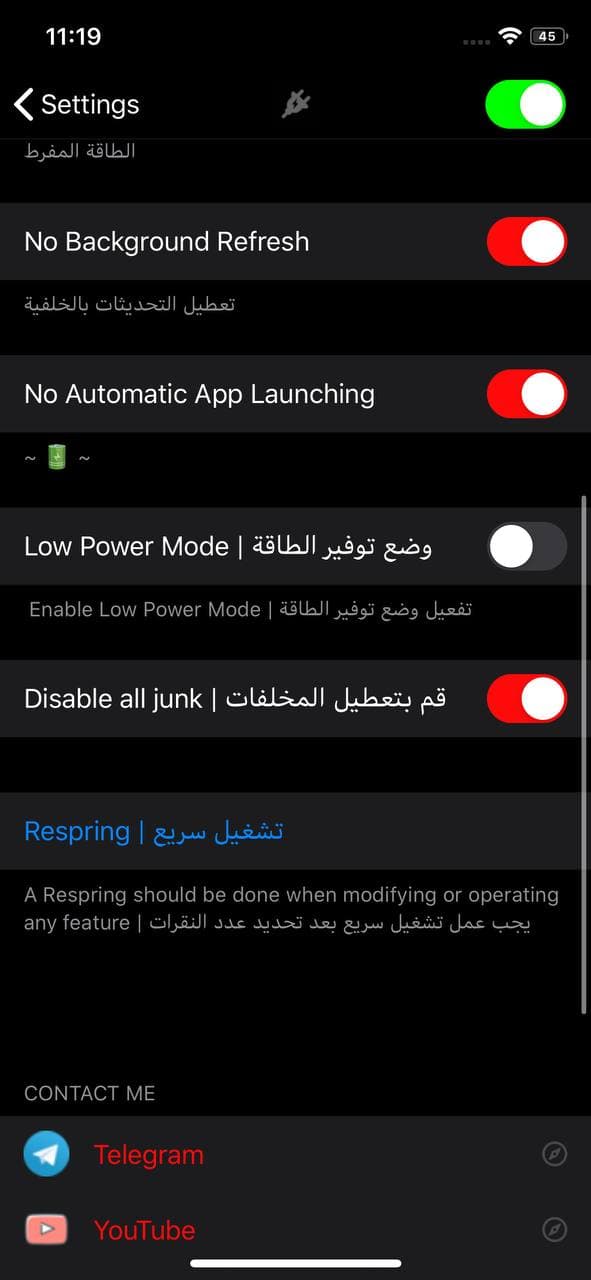 11:19
45
Settings
الطاقة المفرط
No Background Refresh
تعطيل التحديثات بالخلفية
No Automatic App Launching
~ 🔋 ~
Low Power Mode | وضع توفير الطاقة
Enable Low Power Mode | تفعيل وضع توفير الطاقة
Disable all junk | قم بتعطيل المخلفات
Respring | تشغيل سريع
A Respring should be done when modifying or operating
any feature | يجب عمل تشغيل سريع بعد تحديد عدد النقرات
CONTACT ME
Telegram
YouTube